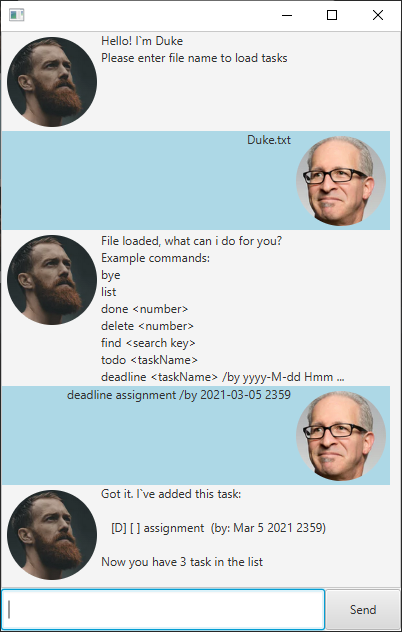 Hello! I`m Duke
Please enter file name to load tasks
Duke.txt
File loaded, what can i do for you?
Example commands:
bye
list
done <number>
delete <number>
find <search key>
todo <taskName>
deadline <taskName> /by yyyy-M-dd Hmm ...
deadline assignment /by 2021-03-05 2359
Got it. I`ve added this task:
[D] [ ] assignment  (by: Mar 5 2021 2359)
Now you have 3 task in the list
Send